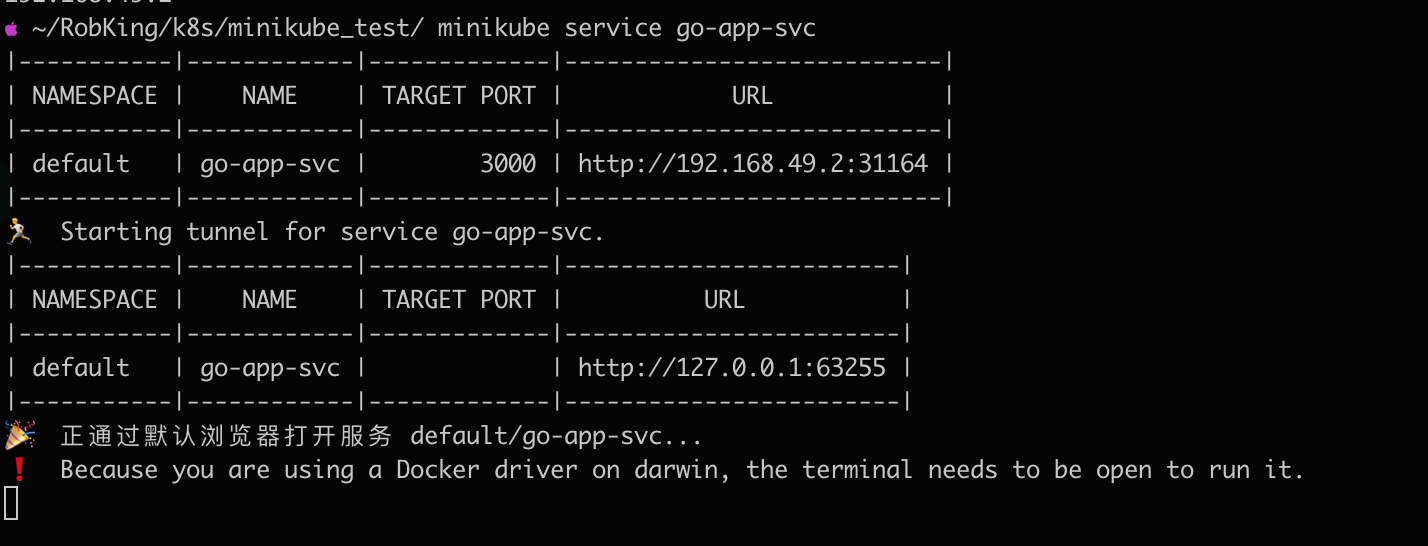 ~/RobKing/k8s/minikube_test/ minikube service go-app-svc
|-----------|------------|-------------|---------------------------|
| NAMESPACE |    NAME    | TARGET PORT |            URL            |
|-----------|------------|-------------|---------------------------|
| default   | go-app-svc |        3000 | http://192.168.49.2:31164 |
|-----------|------------|-------------|---------------------------|
🏃  Starting tunnel for service go-app-svc.
|-----------|------------|-------------|------------------------|
| NAMESPACE |    NAME    | TARGET PORT |          URL           |
|-----------|------------|-------------|------------------------|
| default   | go-app-svc |             | http://127.0.0.1:63255 |
|-----------|------------|-------------|------------------------|
🎉  正通过默认浏览器打开服务 default/go-app-svc...
❗  Because you are using a Docker driver on darwin, the terminal needs to be open to run it.